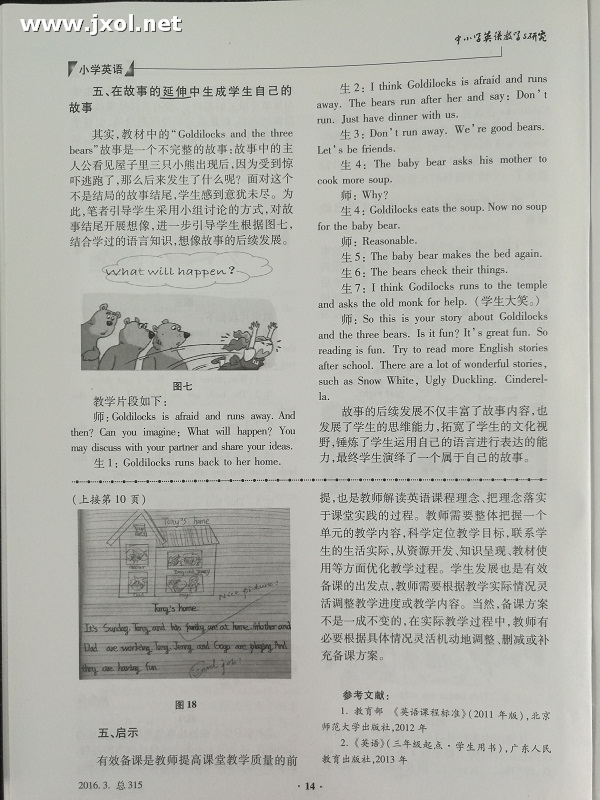 www.jxol.net
中小学英语教学与研究
小学英语
五、在故事的延伸中生成学生自己的
故事
其实,教材中的“Goldilocks and the three
bears”故事是一个不完整的故事;故事中的主
人公看见屋子里三只小熊出现后,因为受到惊
吓逃跑了,那么后来发生了什么呢? 面对这个
不是结局的故事结尾,学生感到意犹未尽。为
此,笔者引导学生采用小组讨论的方式,对故
事结尾开展想像,进一步引导学生根据图七,
结合学过的语言知识,想像故事的后续发展。
What will happen?
图七
教学片段如下:
师: Goldilocks is afraid and runs away. And
then? Can you imagine: What will happen? You
may discuss with your partner and share your ideas.
生 1: Goldilocks runs back to her home.
生 2: I think Goldilocks is afraid and runs
away. The bears run after her and say: Don't
run. Just have dinner with us.
生 3: Don't run away. We're good bears.
Let's be friends.
生 4: The baby bear asks his mother to
cook more soup.
师: Why?
生 4: Goldilocks eats the soup. Now no soup
for the baby bear.
师: Reasonable.
生 5: The baby bear makes the bed again.
生 6: The bears check their things.
生 7: I think Godilocks runs to the temple
and asks the old monk for help. (学生大笑。)
师: So this is your story about Goldilocks
and the three bears. Is it fun? It's great fun. So
reading is fun. Try to read more English stories
after school. There are a lot of wonderful stories,
such as Snow White, Ugly Duckling. Cinderel-
la.
故事的后续发展不仅丰富了故事内容,也
发展了学生的思维能力,拓宽了学生的文化视
野,锤炼了学生运用自己的语言进行表达的能
力,最终学生演绎了一个属于自己的故事。
(上接第 10 页)
Tony's home
Nice picture!
Tony's home
It's Sunday. Tony and his family are at home. Mother and
Dad are working. Tony, Jenny and Gogo are playing. And
they are having fun.
Good job!
图 18
五、启示
有效备课是教师提高课堂教学质量的前
提,也是教师解读英语课程理念、把理念落实
于课堂实践的过程。教师需要整体把握一个
单元的教学内容,科学定位教学目标,联系学
生的生活实际,从资源开发、知识呈现、教材使
用等方面优化教学过程。学生发展也是有效
备课的出发点,教师需要根据教学实际情况灵
活调整教学进度或教学内容。当然,备课方案
不是一成不变的,在实际教学过程中,教师有
必要根据具体情况灵活机动地调整、删减或补
充备课方案。
参考文献:
1. 教育部 《英语课程标准》(2011 年版),北京
师范大学出版社,2012 年
2. 《英语》(三年级起点·学生用书),广东人民
教育出版社,2013 年
2016. 3. 总 315
· 14 ·